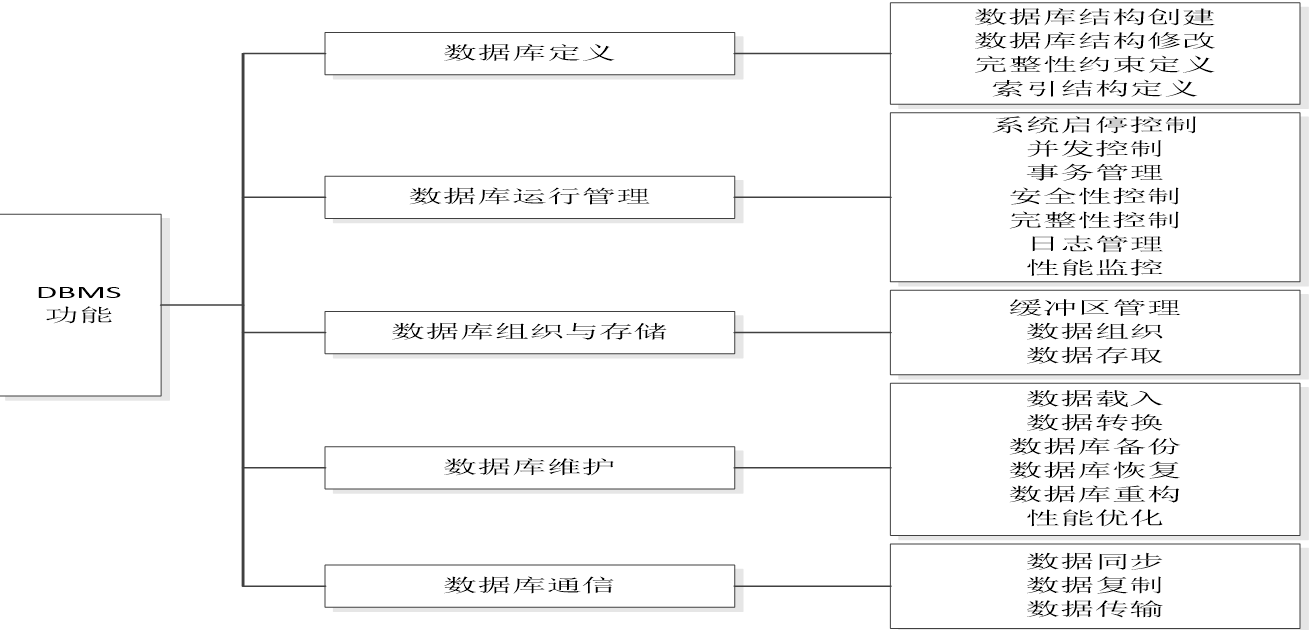 DBMS
功能
数据库定义
数据库结构创建
数据库结构修改
完整性约束定义
索引结构定义
数据库运行管理
系统启停控制
并发控制
事务管理
安全性控制
完整性控制
日志管理
性能监控
数据库组织与存储
缓冲区管理
数据组织
数据存取
数据库维护
数据载入
数据转换
数据库备份
数据库恢复
数据库重构
性能优化
数据库通信
数据同步
数据复制
数据传输